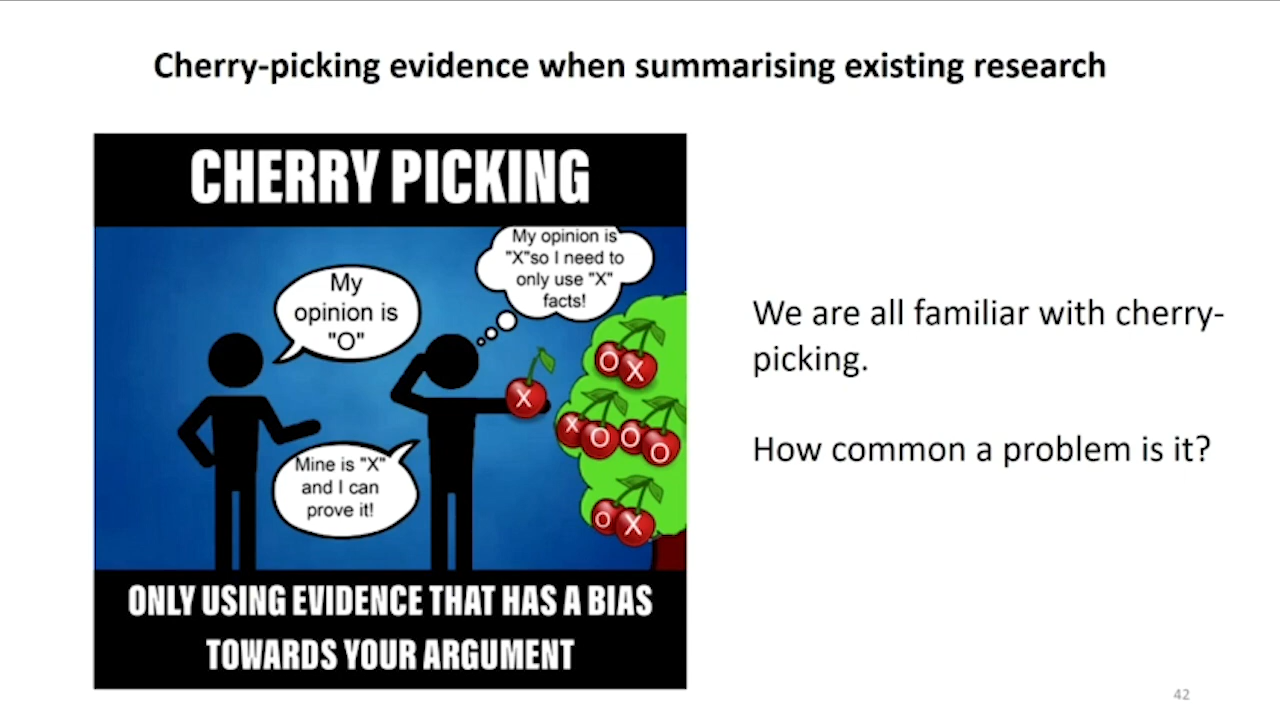 Cherry-picking evidence when summarising existing research
CHERRY PICKING
My opinion is
"X"so I need to
only use "X"
facts!
My
opinion is
"O"
Mine is "X"
and I can
prove it!
X
O X
X O O O
O X
ONLY USING EVIDENCE THAT HAS A BIAS
TOWARDS YOUR ARGUMENT
We are all familiar with cherry-
picking.
How common a problem is it?
42